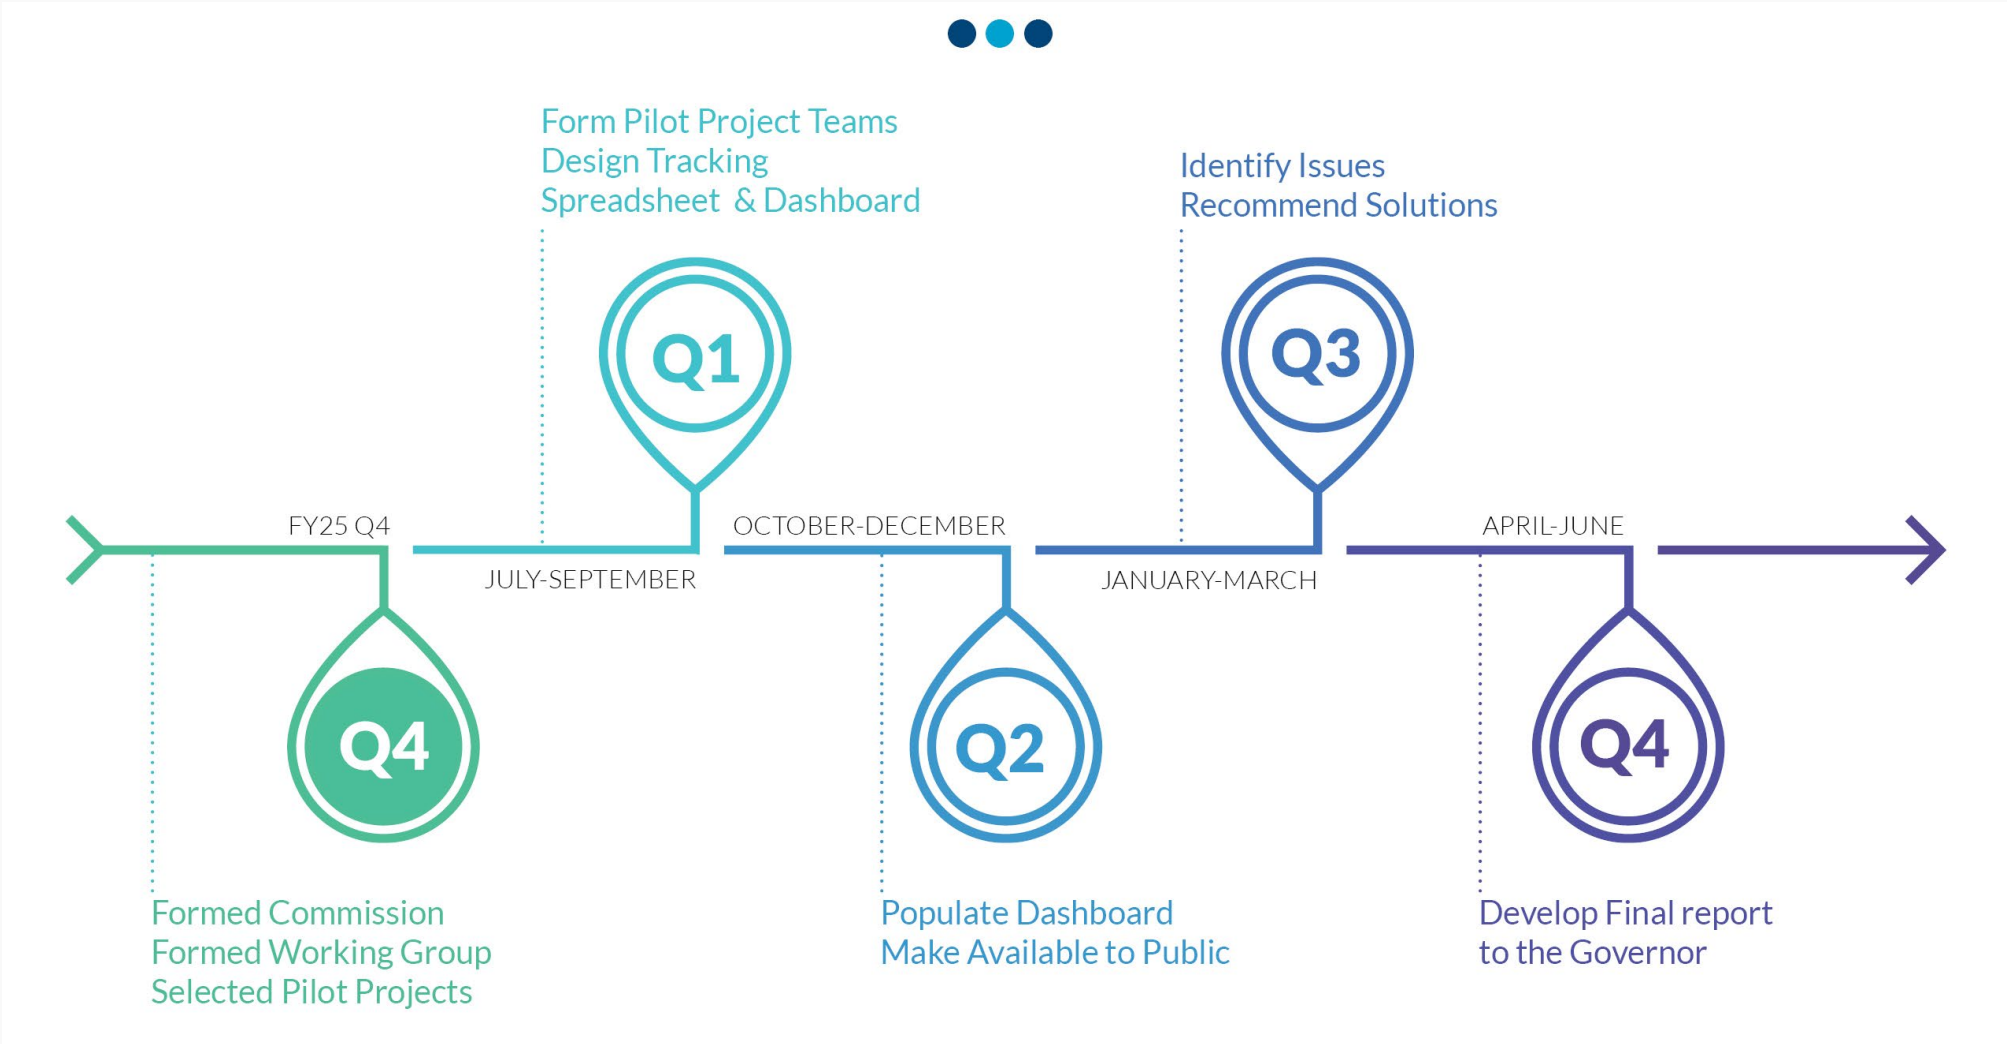 Form Pilot Project Teams
Design Tracking
Spreadsheet & Dashboard
Identify Issues
Recommend Solutions
Q1
Q3
FY25 Q4
OCTOBER-DECEMBER
APRIL-JUNE
JULY-SEPTEMBER
JANUARY-MARCH
Q4
Q2
Q4
Formed Commission
Formed Working Group
Selected Pilot Projects
Populate Dashboard
Make Available to Public
Develop Final report
to the Governor